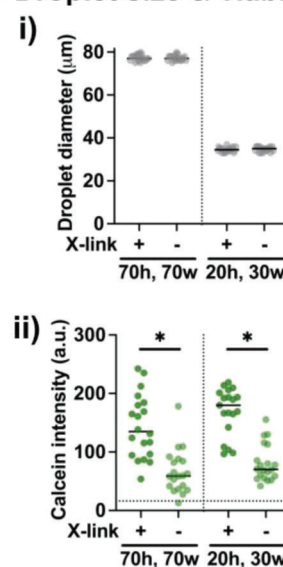 i)
Droplet diameter (µm)
80
60
40
20
0
X-link + - + -
70h, 70w 20h, 30w
ii)
Calcein intensity (a.u.)
300
200
100
0
* *
X-link + - + -
70h, 70w 20h, 30w